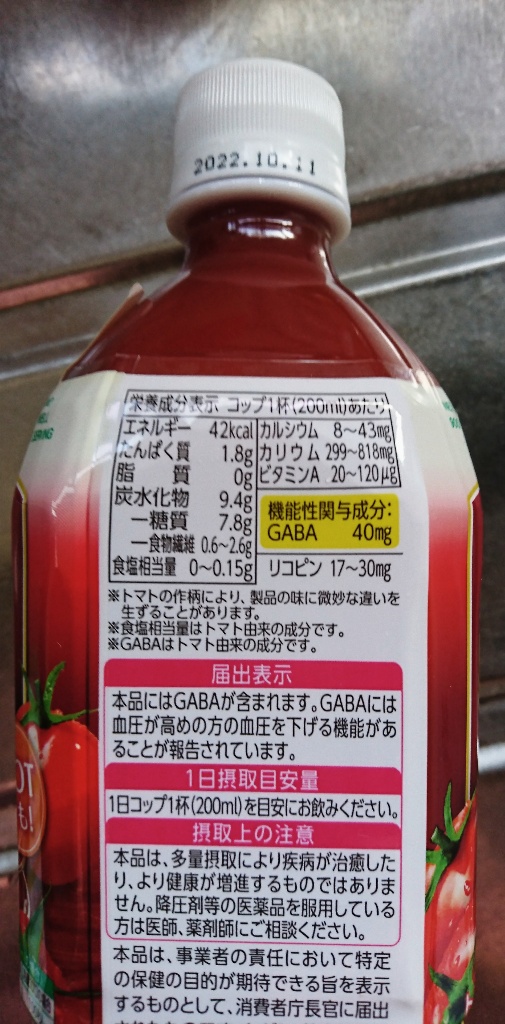 2022.10.11
栄養成分表示 コップ1杯(200ml)あたり
エネルギー 42kcal
たんぱく質 1.8g
脂質 0g
炭水化物 9.4g
―糖質 7.8g
―食物繊維 0.6~2.6g
食塩相当量 0~0.15g
カルシウム 8~43mg
カリウム 299~818mg
ビタミンA 20~120μg
機能性関与成分:
GABA 40mg
リコピン 17~30mg
※トマトの作柄により、製品の味に微妙な違いを
生ずることがあります。
※食塩相当量はトマト由来の成分です。
※GABAはトマト由来の成分です。
届出表示
本品にはGABAが含まれます。GABAには
血圧が高めの方の血圧を下げる機能があ
ることが報告されています。
1日摂取目安量
1日コップ1杯(200ml)を目安にお飲みください。
摂取上の注意
本品は、多量摂取により疾病が治癒した
り、より健康が増進するものではありま
せん。降圧剤等の医薬品を服用している
方は医師、薬剤師にご相談ください。
本品は、事業者の責任において特定
の保健の目的が期待できる旨を表示
するものとして、消費者庁長官に届出
OT
も!